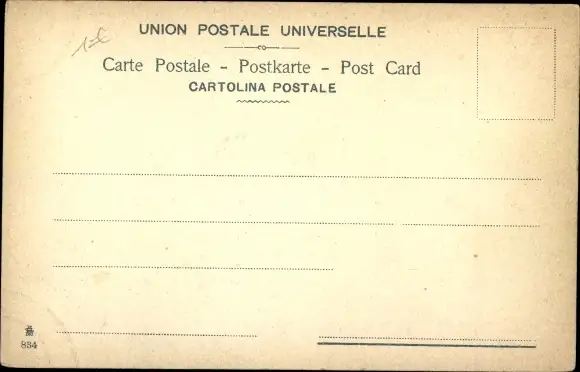 UNION POSTALE UNIVERSELLE
Carte Postale - Postkarte - Post Card
CARTOLINA POSTALE
834